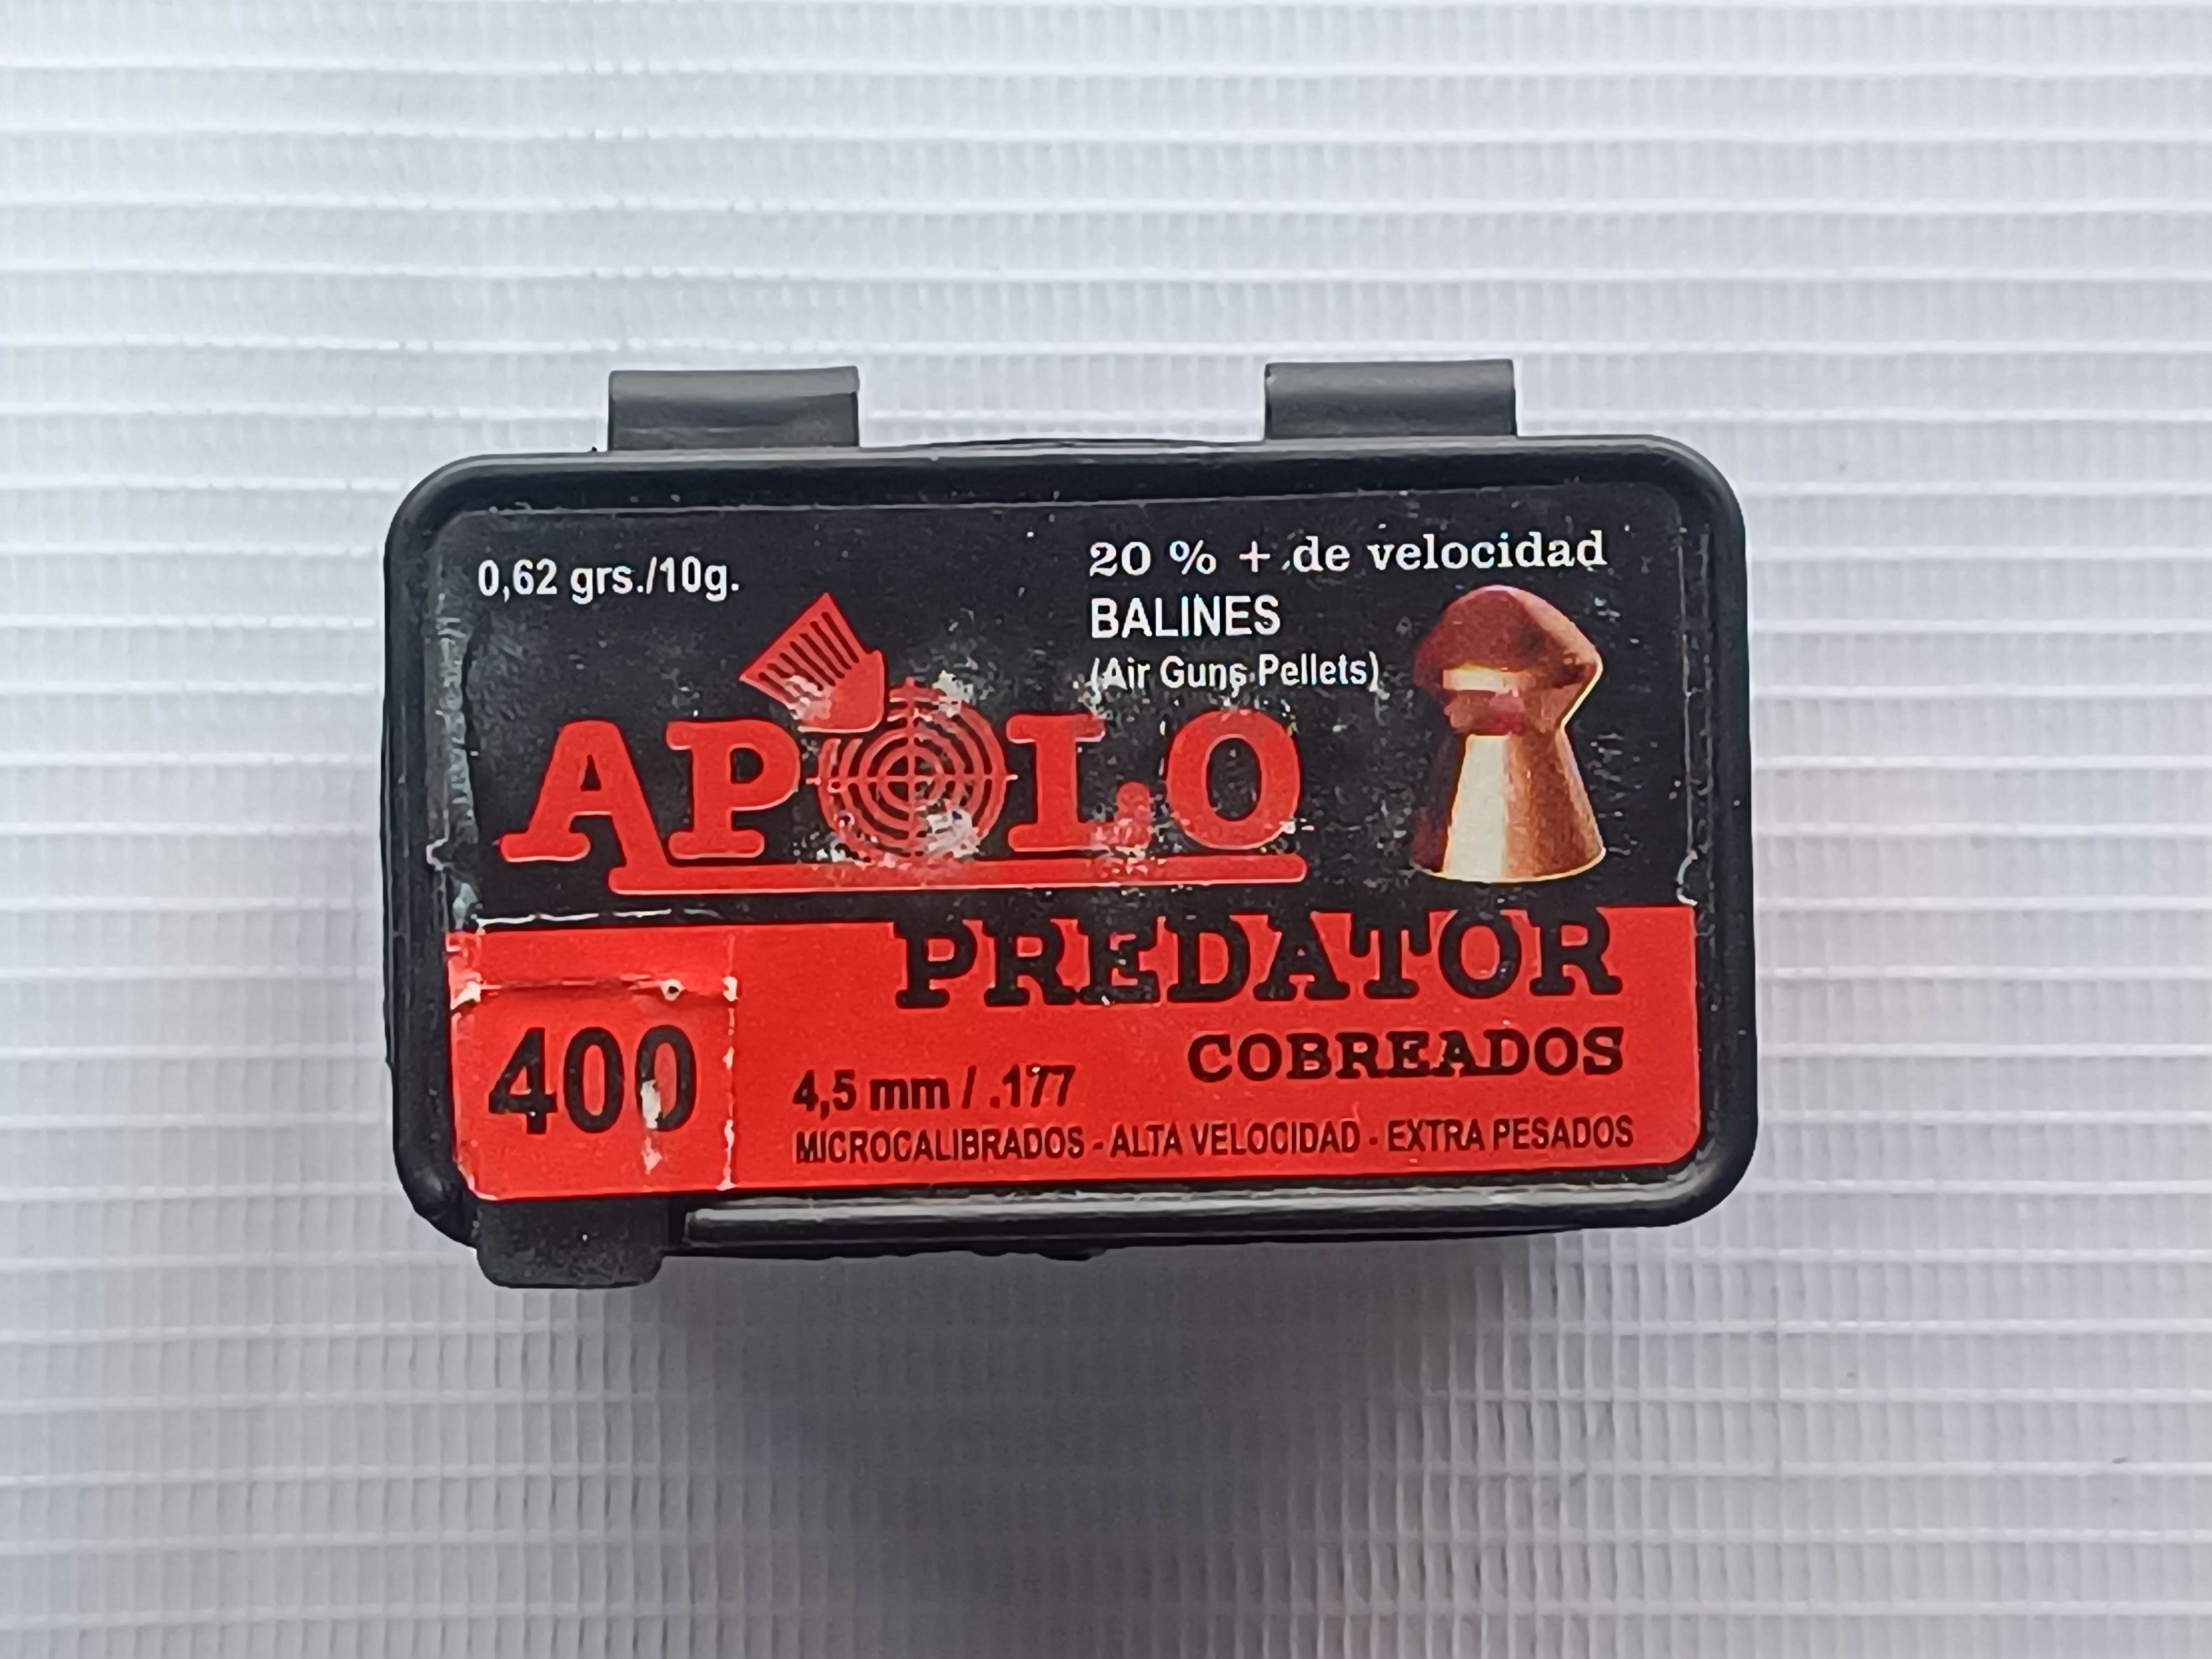 0,62 grs./10g.
20 % + de velocidad
BALINES
(Air Guns Pellets)
APOLO
PREDATOR
COBREADOS
4,5 mm / .177
400
MICROCALIBRADOS - ALTA VELOCIDAD - EXTRA PESADOS